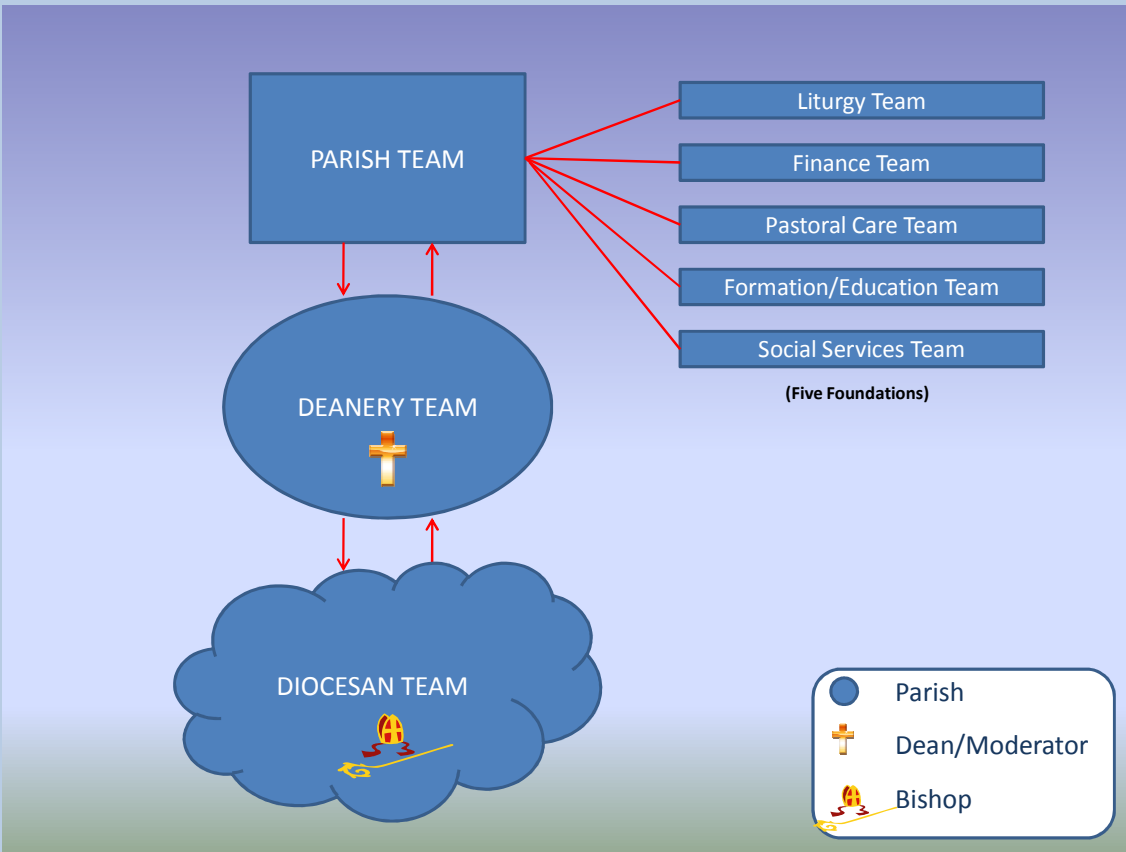 PARISH TEAM
Liturgy Team
Finance Team
Pastoral Care Team
Formation/Education Team
Social Services Team
(Five Foundations)
DEANERY TEAM
DIOCESAN TEAM
Parish
Dean/Moderator
Bishop